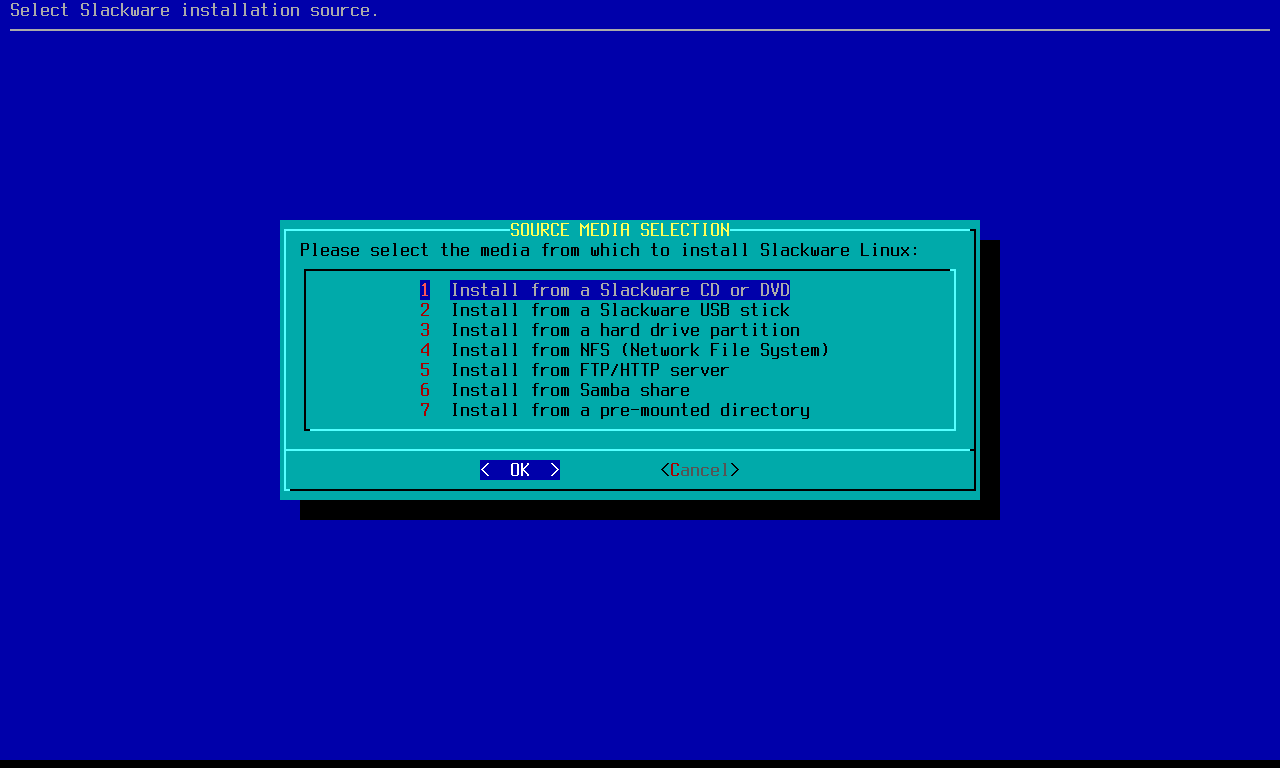 Select Slackware installation source.
SOURCE MEDIA SELECTION
Please select the media from which to install Slackware Linux:
1 Install from a Slackware CD or DVD
2 Install from a Slackware USB stick
3 Install from a hard drive partition
4 Install from NFS (Network File System)
5 Install from FTP/HTTP server
6 Install from Samba share
7 Install from a pre-mounted directory
< OK > <Cancel>